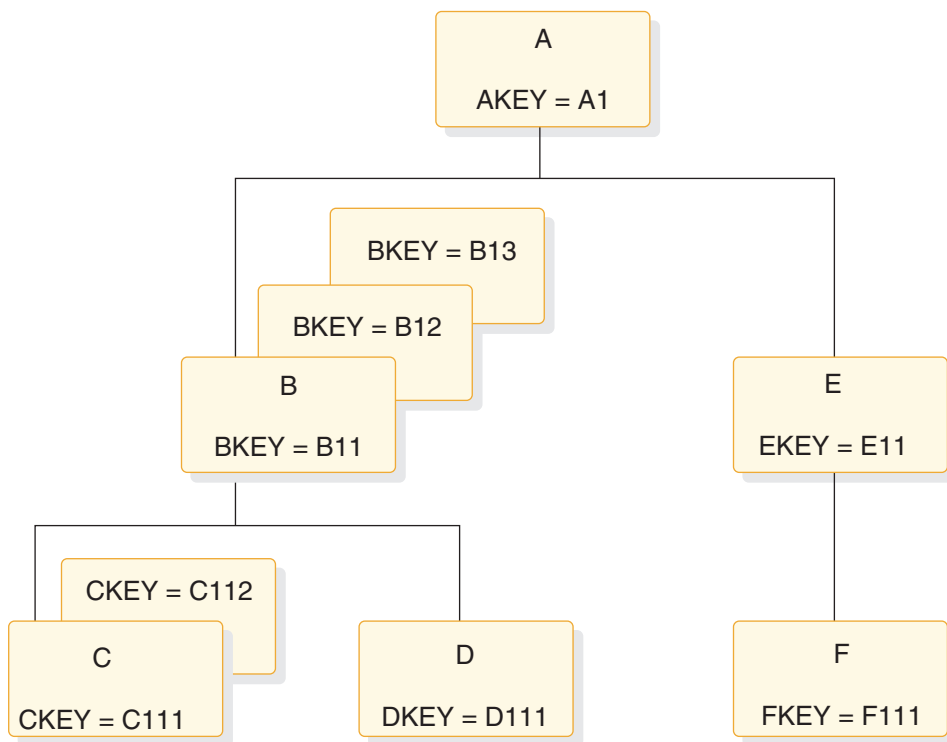 A
AKEY = A1
BKEY = B13
BKEY = B12
B
BKEY = B11
E
EKEY = E11
CKEY = C112
C
CKEY = C111
D
DKEY = D111
F
FKEY = F111